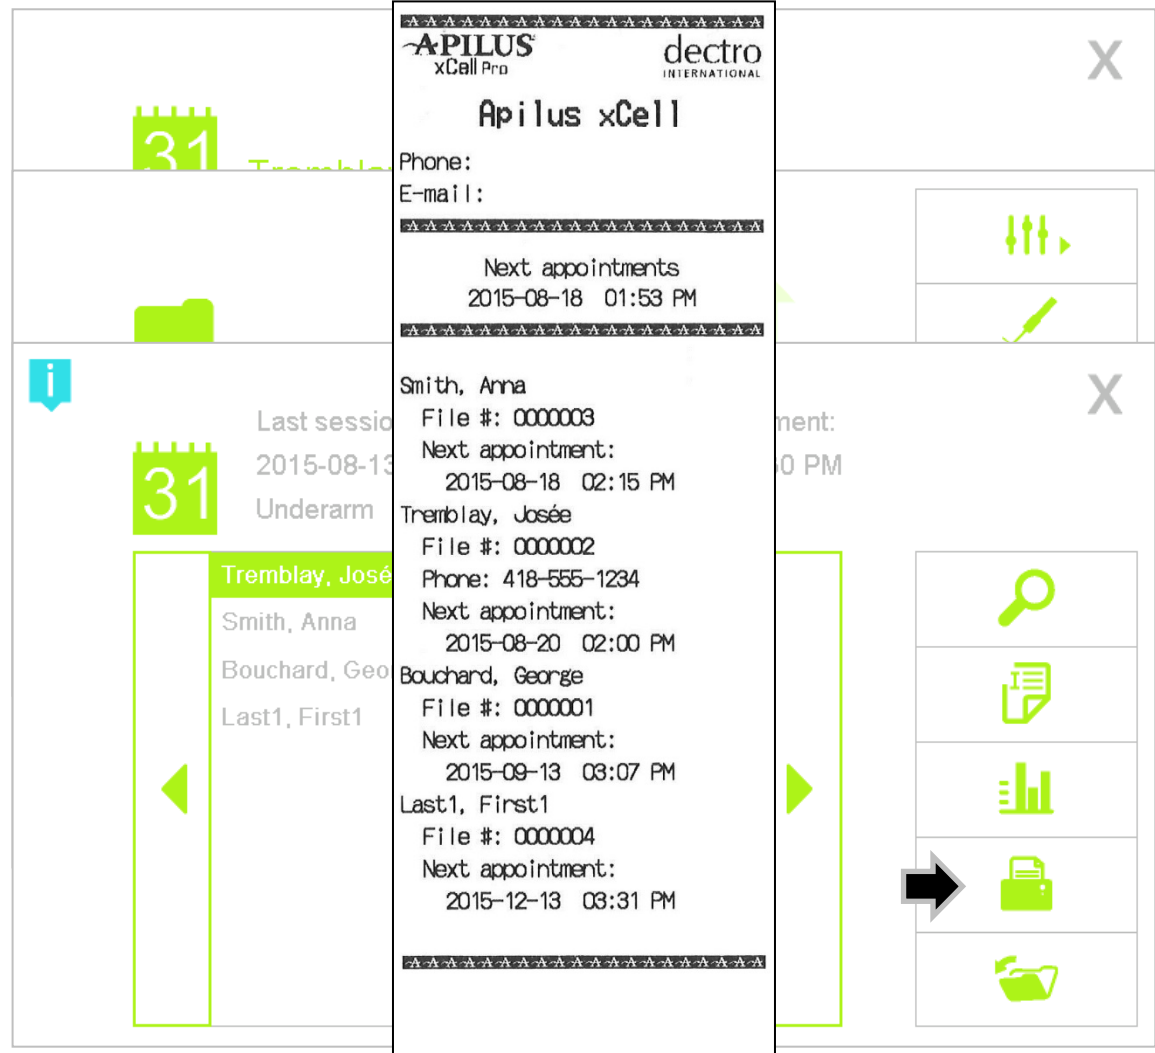 APILUS
xCell Pro
dectro
INTERNATIONAL
Apilus xCell
Phone:
E-mail:
Next appointments
2015-08-18 01:53 PM
Smith, Anna
File #: 0000003
Next appointment:
2015-08-18 02:15 PM
Tremblay, Josée
File #: 0000002
Phone: 418-555-1234
Next appointment:
2015-08-20 02:00 PM
Bouchard, George
File #: 0000001
Next appointment:
2015-09-13 03:07 PM
Last1, First1
File #: 0000004
Next appointment:
2015-12-13 03:31 PM
X
31
i
X
Last sessio
ment:
2015-08-13
0 PM
31
Underarm
Tremblay, José
Smith, Anna
Bouchard, Geo
Last1, First1